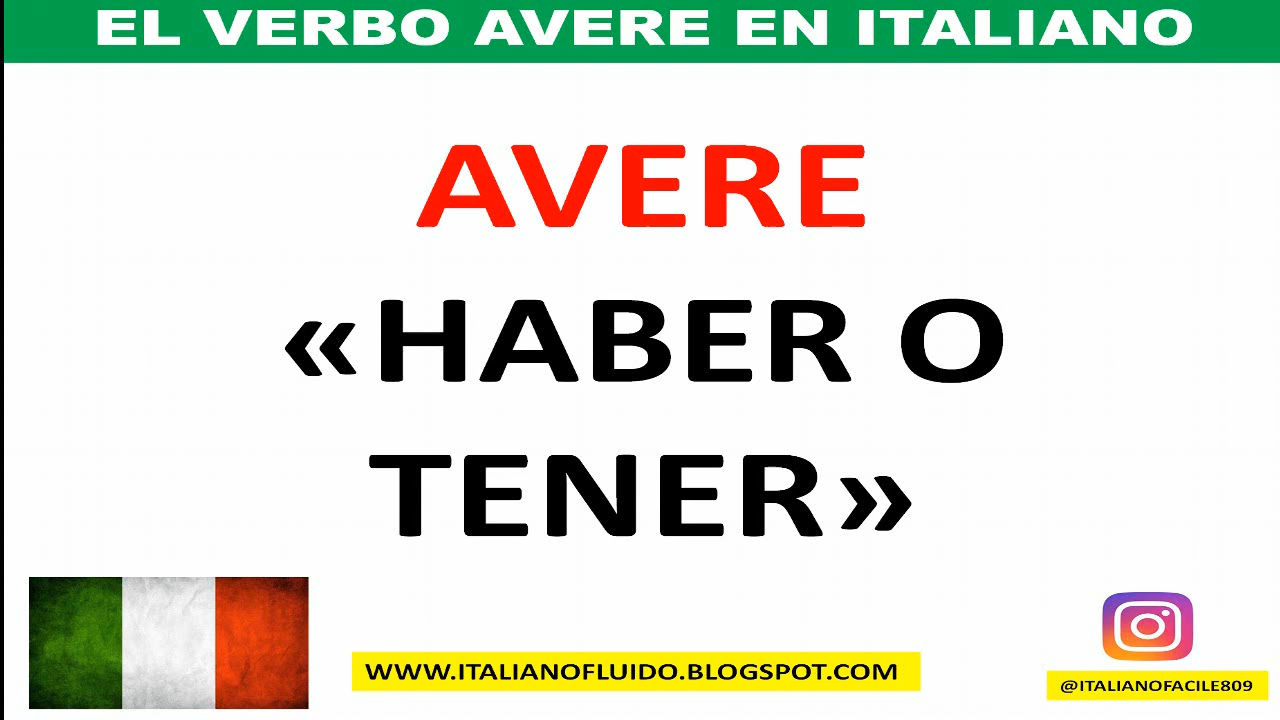 EL VERBO AVERE EN ITALIANO
AVERE
«HABER O
TENER»
WWW.ITALIANOFLUIDO.BLOGSPOT.COM
@ITALIANOFACILE809